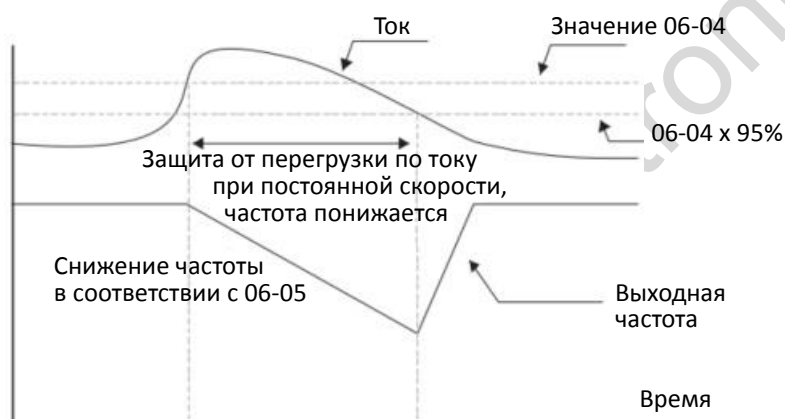 Ток
Значение 06-04
06-04 x 95%
Защита от перегрузки по току
при постоянной скорости,
частота понижается
Снижение частоты
в соответствии с 06-05
Выходная
частота
Время
tron